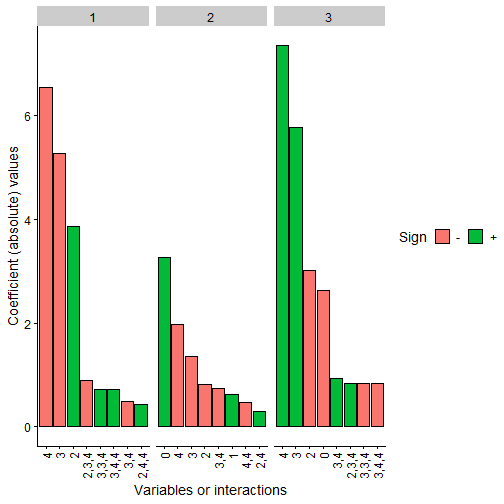 1 2 3
Coefficient (absolute) values
6
4
2
0
Sign - +
4 3 2 2,3,4 3,3,4 3,4,4 3,4 2,4,4
0 4 3 2 3,4 1 4,4 2,4
4 3 2 0 3,4 2,4 3,3,4 3,4,4
Variables or interactions